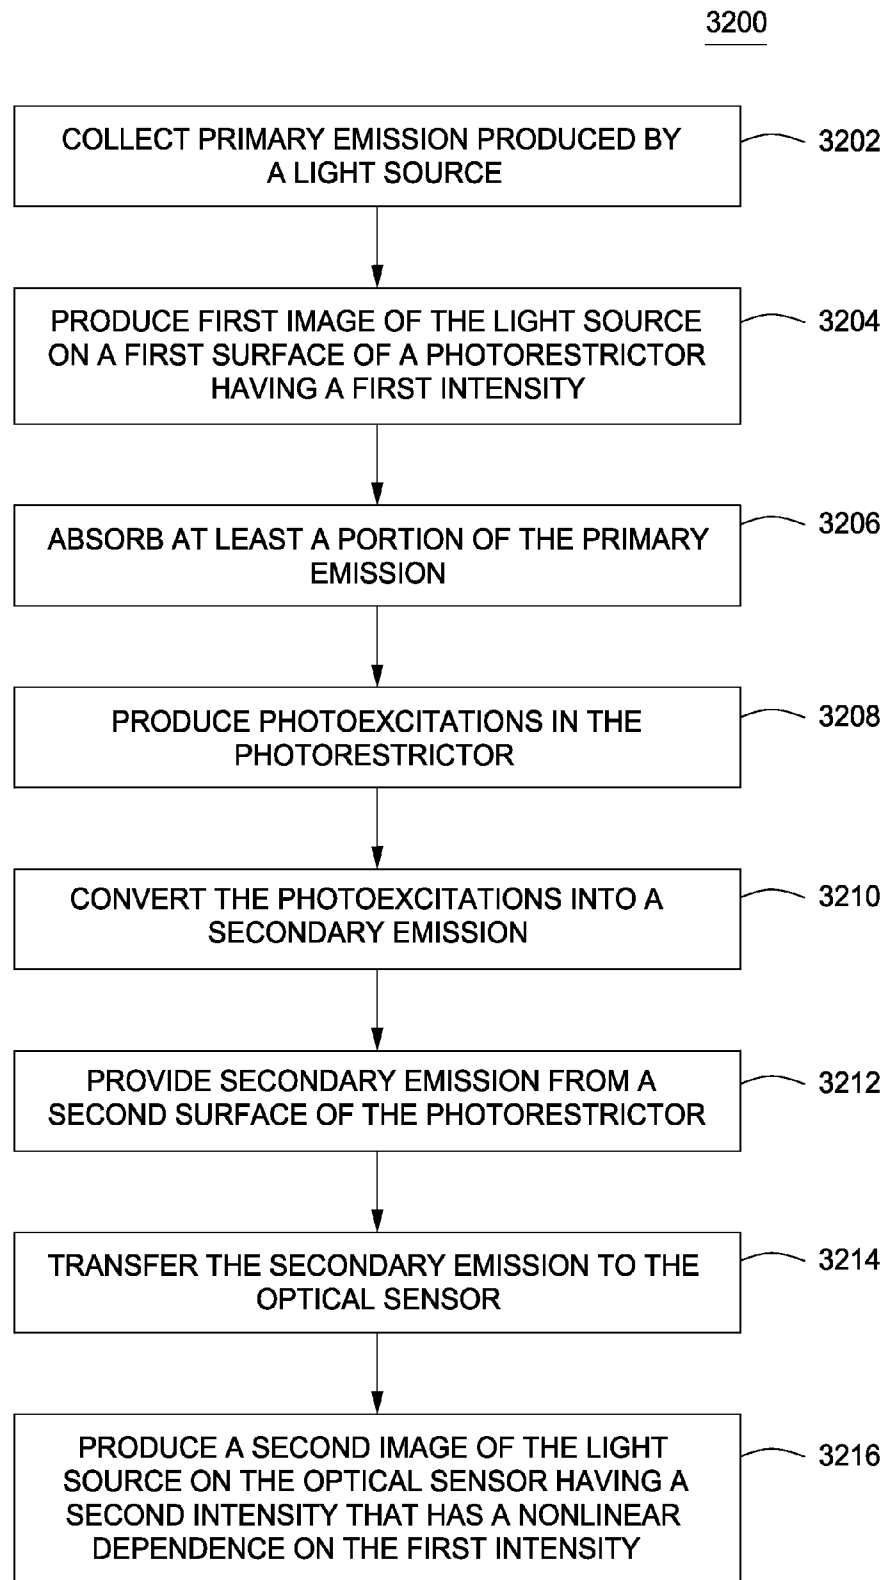 3200
COLLECT PRIMARY EMISSION PRODUCED BY
A LIGHT SOURCE
3202
PRODUCE FIRST IMAGE OF THE LIGHT SOURCE
ON A FIRST SURFACE OF A PHOTORESTRICTOR
HAVING A FIRST INTENSITY
3204
ABSORB AT LEAST A PORTION OF THE PRIMARY
EMISSION
3206
PRODUCE PHOTOEXCITATIONS IN THE
PHOTORESTRICTOR
3208
CONVERT THE PHOTOEXCITATIONS INTO A
SECONDARY EMISSION
3210
PROVIDE SECONDARY EMISSION FROM A
SECOND SURFACE OF THE PHOTORESTRICTOR
3212
TRANSFER THE SECONDARY EMISSION TO THE
OPTICAL SENSOR
3214
PRODUCE A SECOND IMAGE OF THE LIGHT
SOURCE ON THE OPTICAL SENSOR HAVING A
SECOND INTENSITY THAT HAS A NONLINEAR
DEPENDENCE ON THE FIRST INTENSITY
3216